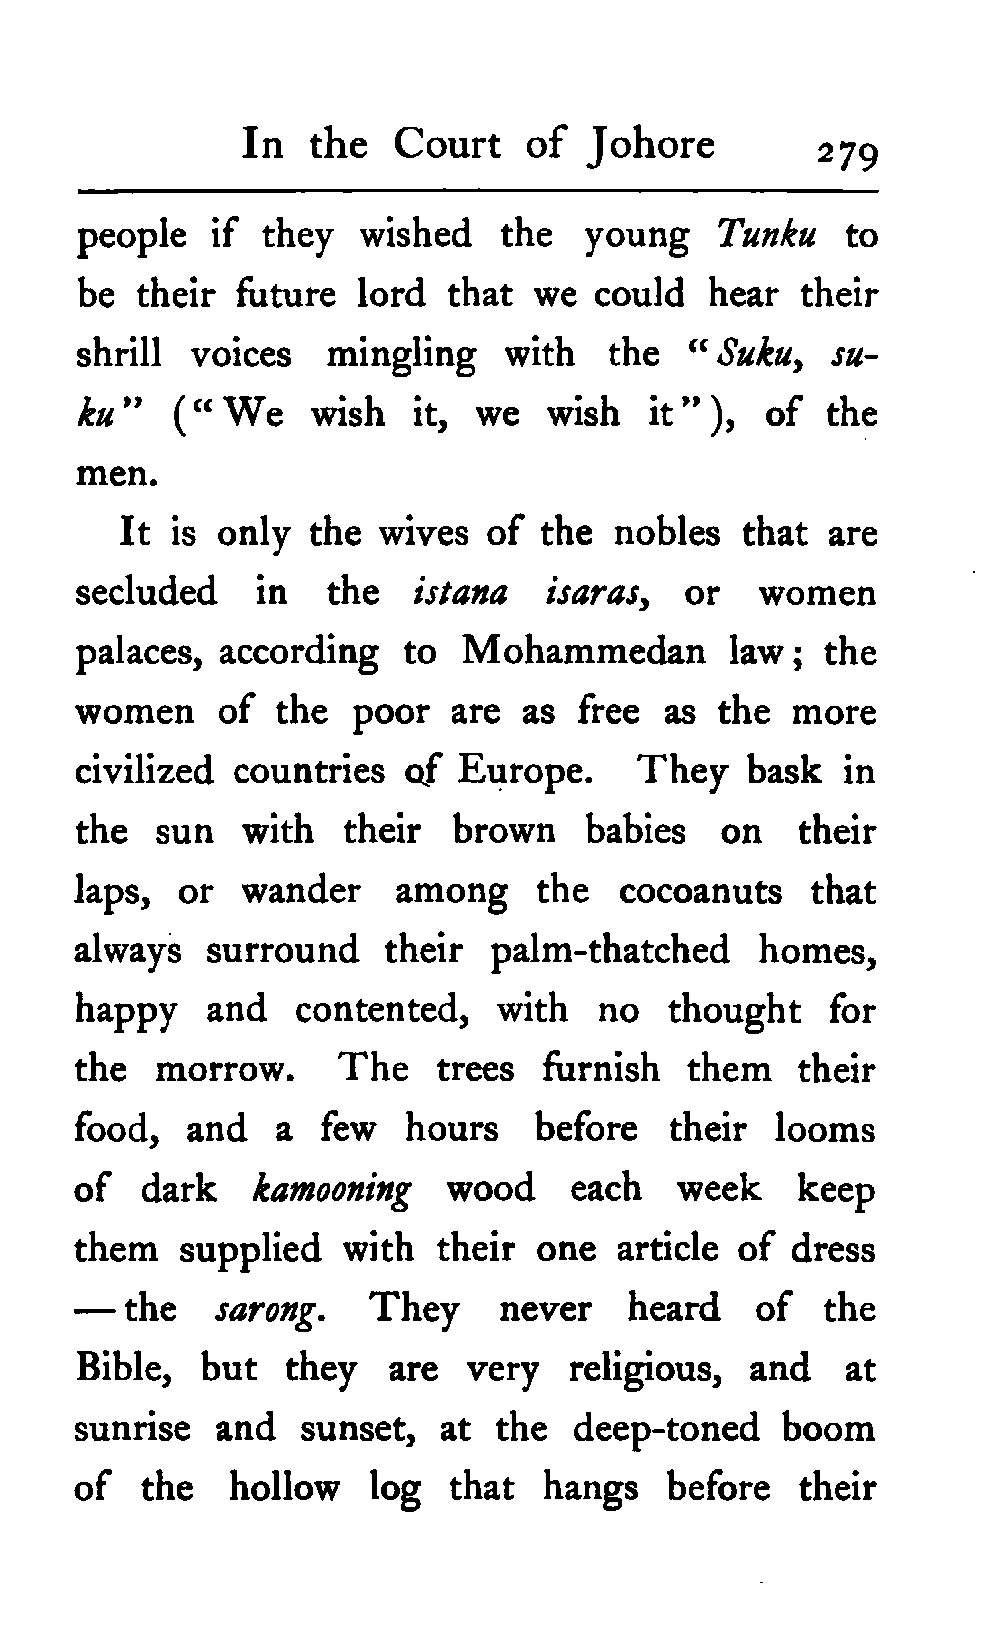 In the Court of Johore 279
people if they wished the young Tunku to
be their future lord that we could hear their
shrill voices mingling with the “Suku, su-
ku” (“We wish it, we wish it”), of the
men.
It is only the wives of the nobles that are
secluded in the istana isaras, or women
palaces, according to Mohammedan law; the
women of the poor are as free as the more
civilized countries of Europe. They bask in
the sun with their brown babies on their
laps, or wander among the cocoanuts that
always surround their palm-thatched homes,
happy and contented, with no thought for
the morrow. The trees furnish them their
food, and a few hours before their looms
of dark kamooning wood each week keep
them supplied with their one article of dress
— the sarong. They never heard of the
Bible, but they are very religious, and at
sunrise and sunset, at the deep-toned boom
of the hollow log that hangs before their